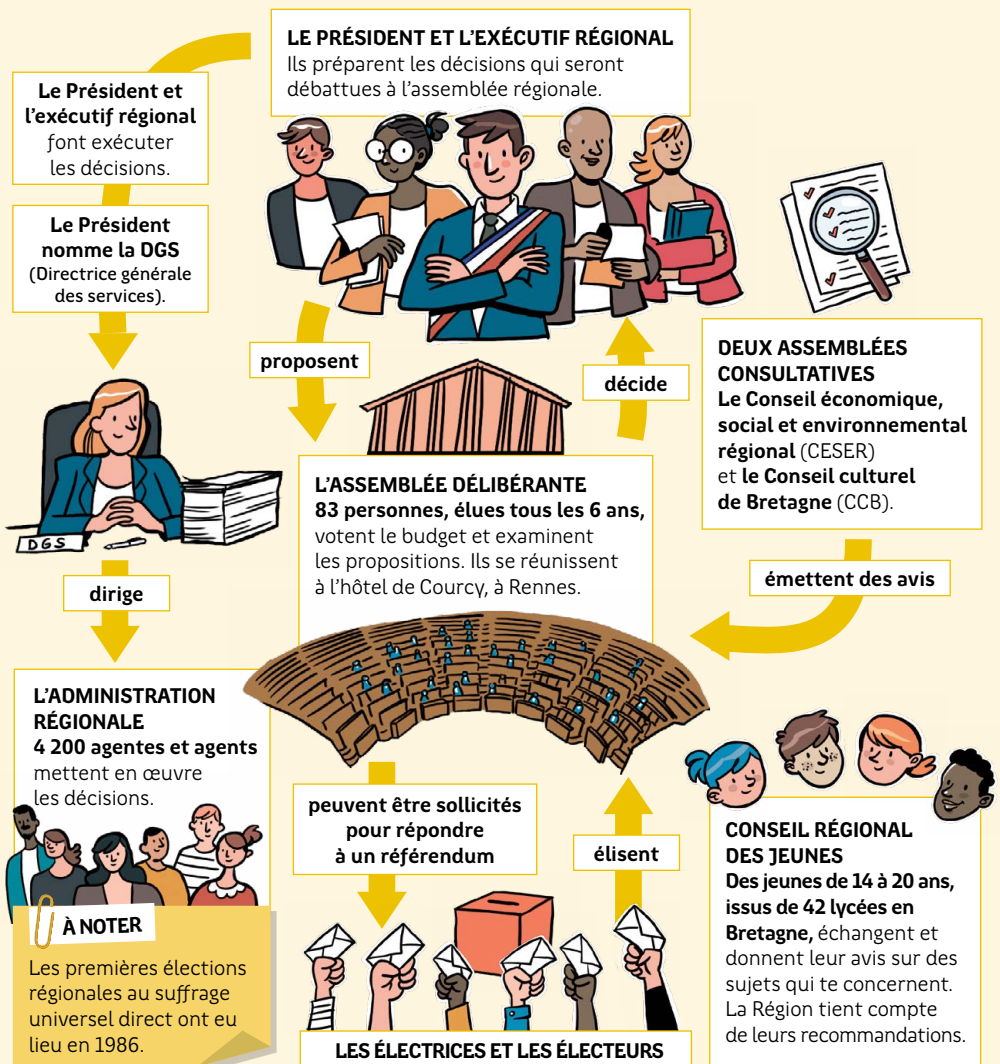 LE PRÉSIDENT ET L'EXÉCUTIF RÉGIONAL
Ils préparent les décisions qui seront
débattues à l'assemblée régionale.
Le Président et
l'exécutif régional
font exécuter
les décisions.
Le Président
nomme la DGS
(Directrice générale
des services).
proposent
décide
DEUX ASSEMBLÉES
CONSULTATIVES
Le Conseil économique,
social et environnemental
régional (CESER)
et le Conseil culturel
de Bretagne (CCB).
L'ASSEMBLÉE DÉLIBÉRANTE
83 personnes, élues tous les 6 ans,
votent le budget et examinent
les propositions. Ils se réunissent
à l'hôtel de Courcy, à Rennes.
DGS
dirige
émettent des avis
L'ADMINISTRATION
RÉGIONALE
4 200 agentes et agents
mettent en œuvre
les décisions.
peuvent être sollicités
pour répondre
à un référendum
élisent
CONSEIL RÉGIONAL
DES JEUNES
Des jeunes de 14 à 20 ans,
issus de 42 lycées en
Bretagne, échangent et
donnent leur avis sur des
sujets qui te concernent.
La Région tient compte
de leurs recommandations.
À NOTER
Les premières élections
régionales au suffrage
universel direct ont eu
lieu en 1986.
LES ÉLECTRICES ET LES ÉLECTEURS